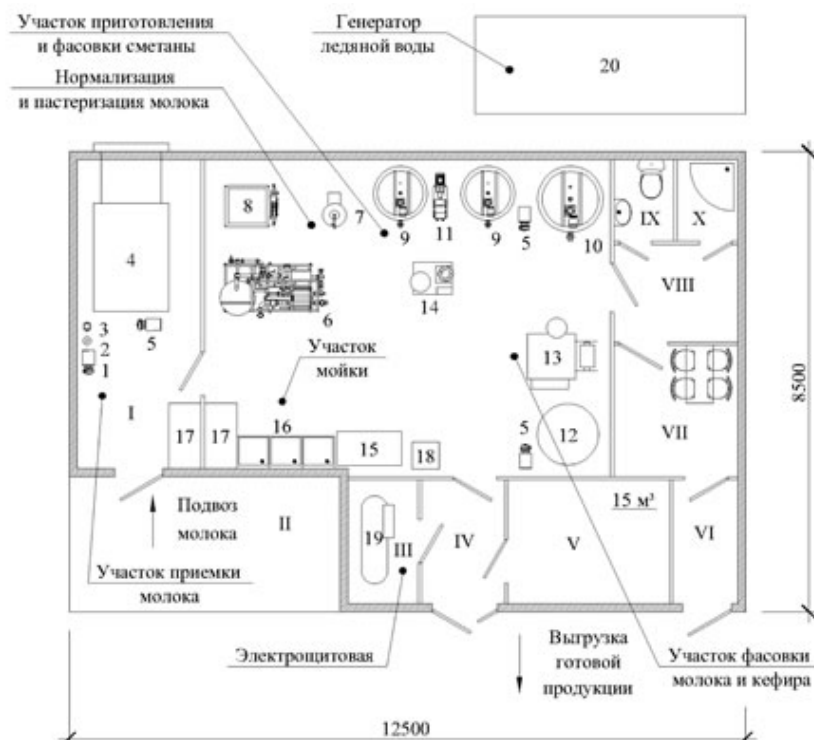 Участок приготовления
и фасовки сметаны
Генератор
ледяной воды
20
Нормализация
и пастеризация молока
8
7
9
11
9
5
10
IX
X
4
VIII
6
14
3
2
1
5
Участок
мойки
13
I
16
17
17
15
18
5
12
VII
8500
Подвоз
молока
II
19
III
IV
V
15 м³
VI
Участок приемки
молока
Электрощитовая
Выгрузка
готовой
продукции
Участок фасовки
молока и кефира
12500